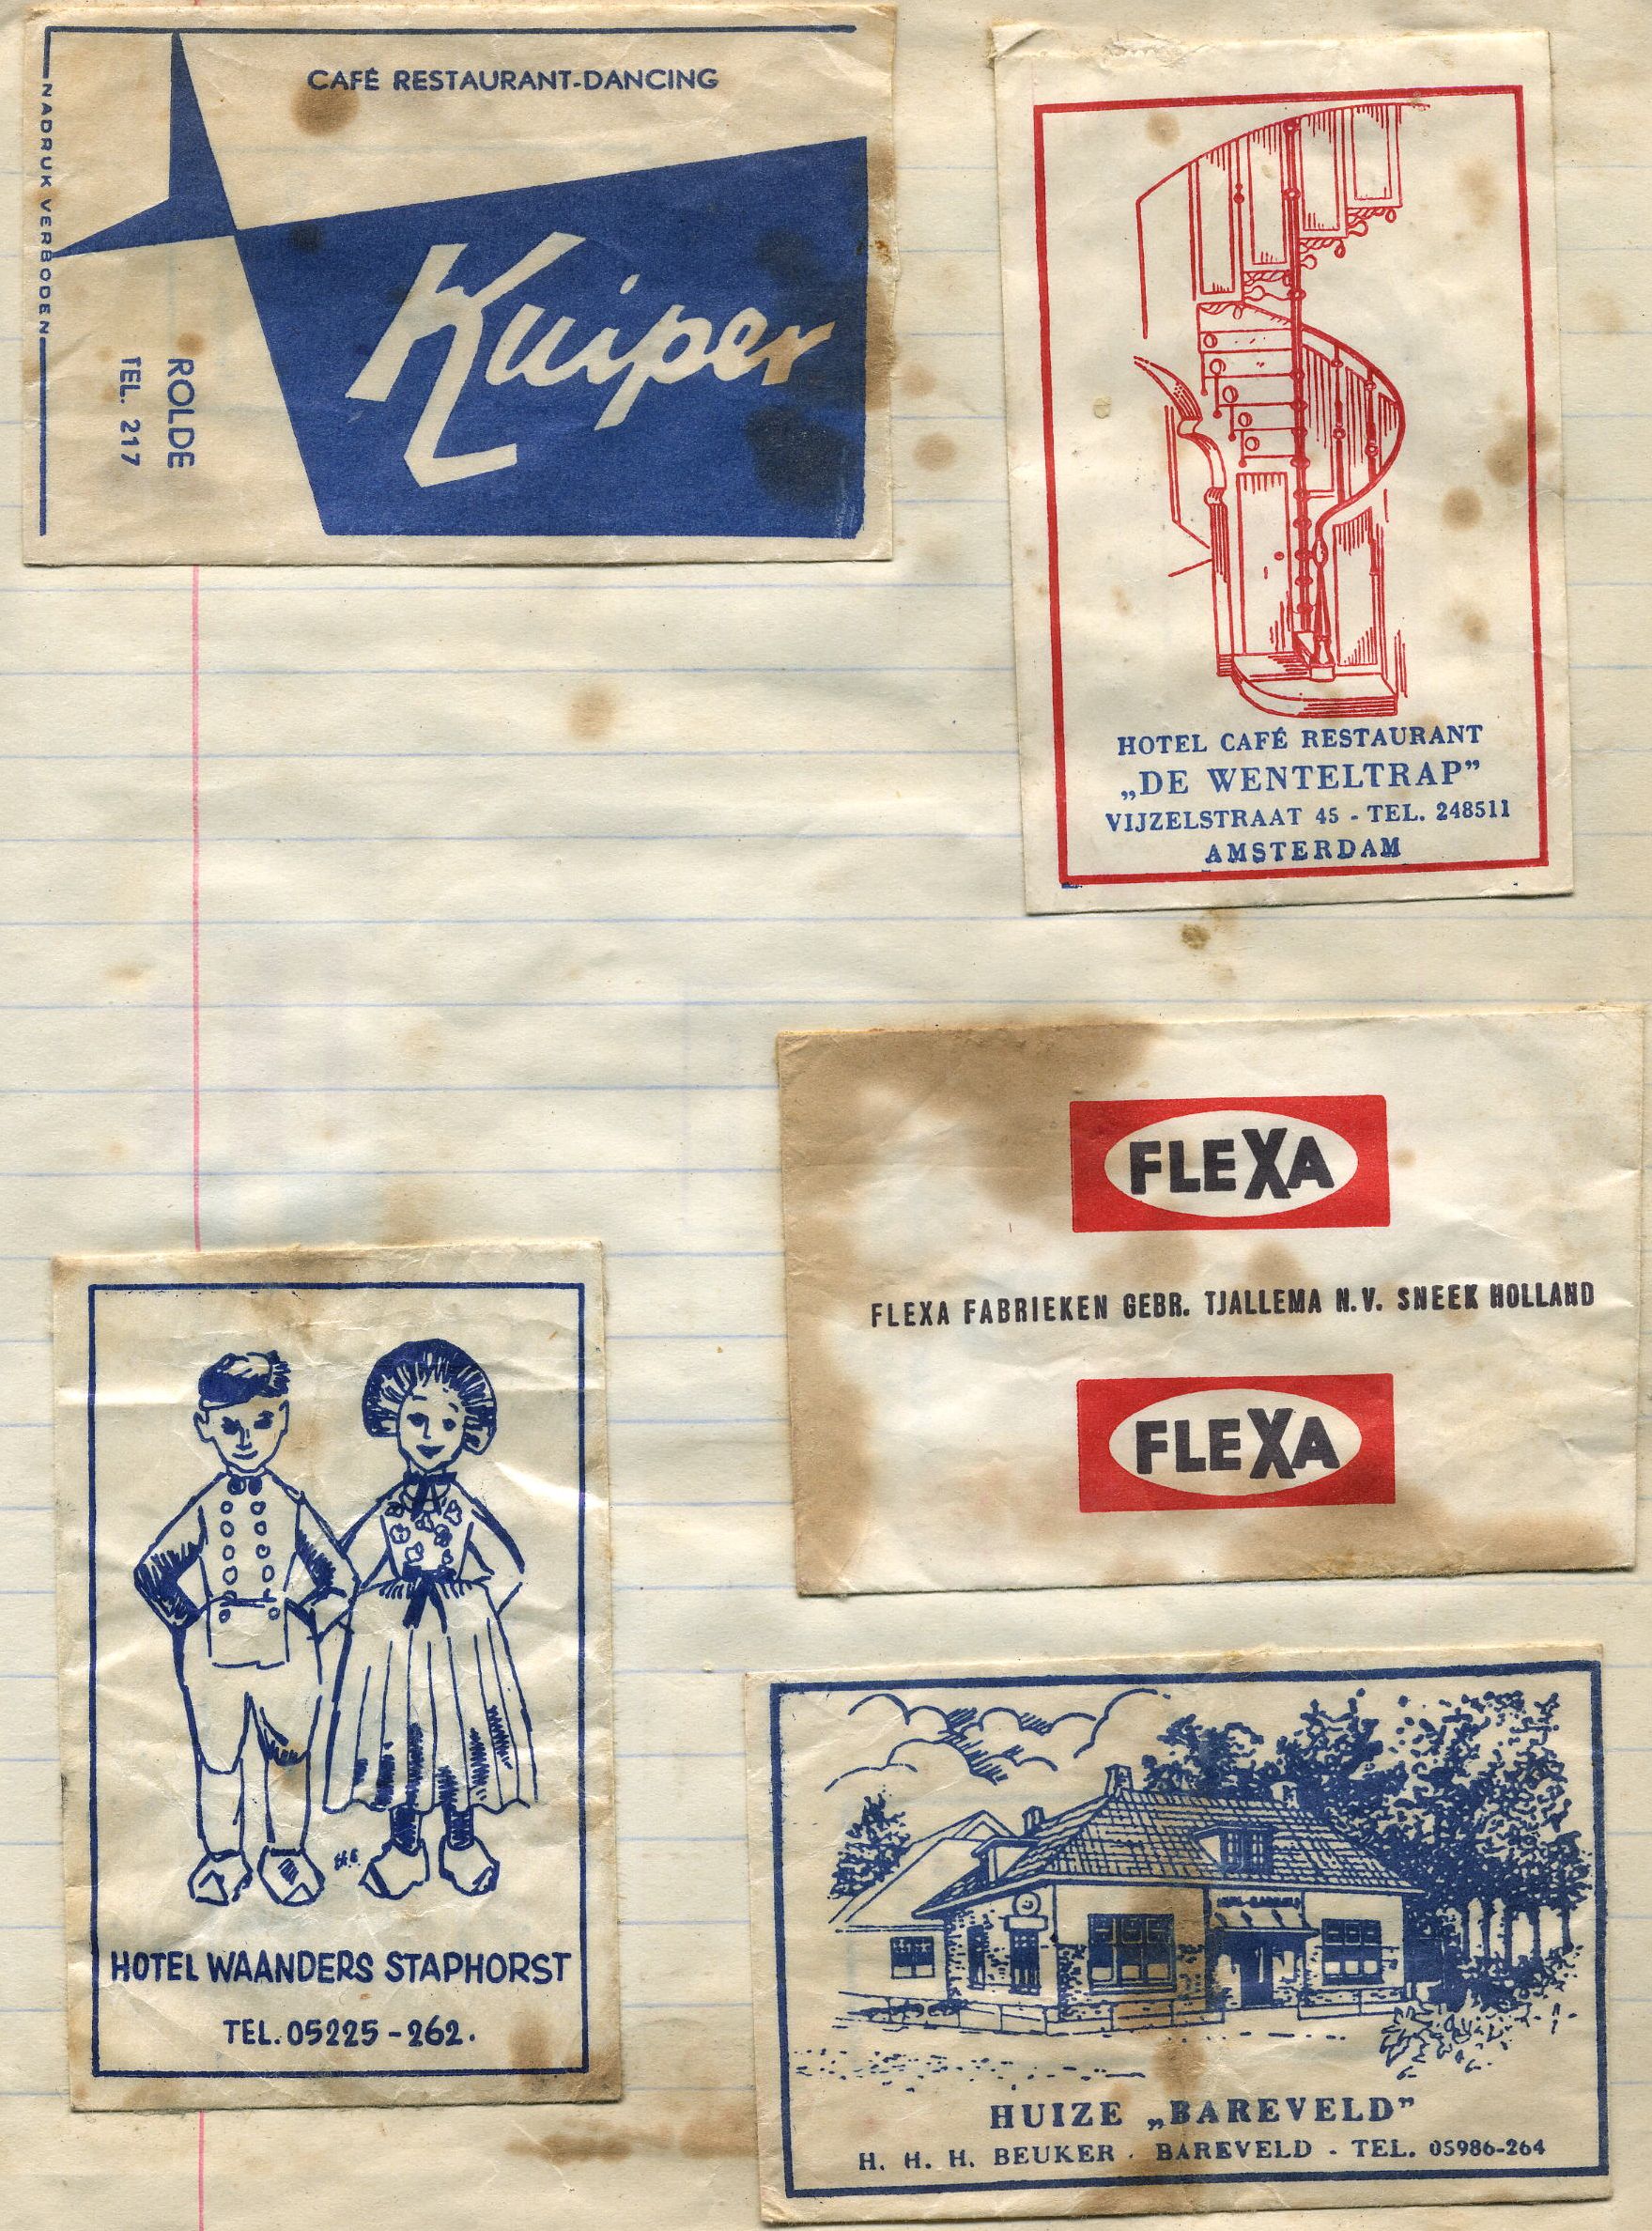 CAFÉ RESTAURANT-DANCING
NADRUK VERBODEN
Kuiper
ROLDE
TEL. 217
HOTEL CAFÉ RESTAURANT
„DE WENTELTRAP”
VIJZELSTRAAT 45 - TEL. 248511
AMSTERDAM
FLEXA
FLEXA FABRIEKEN GEBR. TJALLEMA N.V. SNEEK HOLLAND
FLEXA
HOTEL WAANDERS STAPHORST
TEL. 05225-262.
HUIZE „BAREVELD”
H. H. H. BEUKER - BAREVELD - TEL. 05986-264